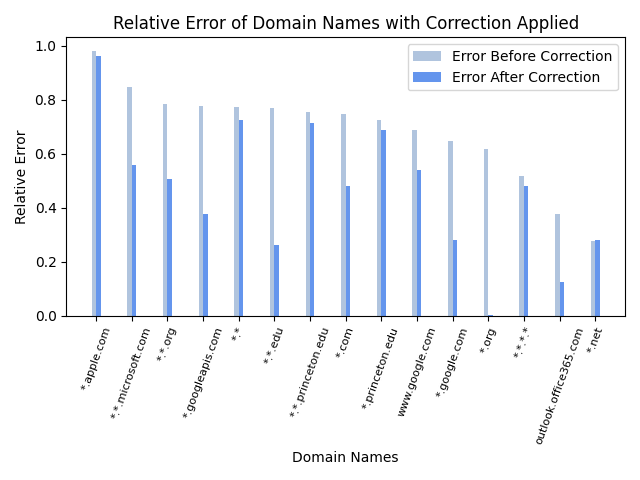 Relative Error of Domain Names with Correction Applied
Error Before Correction
Error After Correction
Relative Error
1.0
0.8
0.6
0.4
0.2
0.0
*.apple.com
*.*.microsoft.com
*.*.org
*.googleapis.com
*.*
*.*.edu
*.*.princeton.edu
*.com
*.princeton.edu
www.google.com
*.google.com
*.org
*.*.*.*
outlook.office365.com
*.net
Domain Names